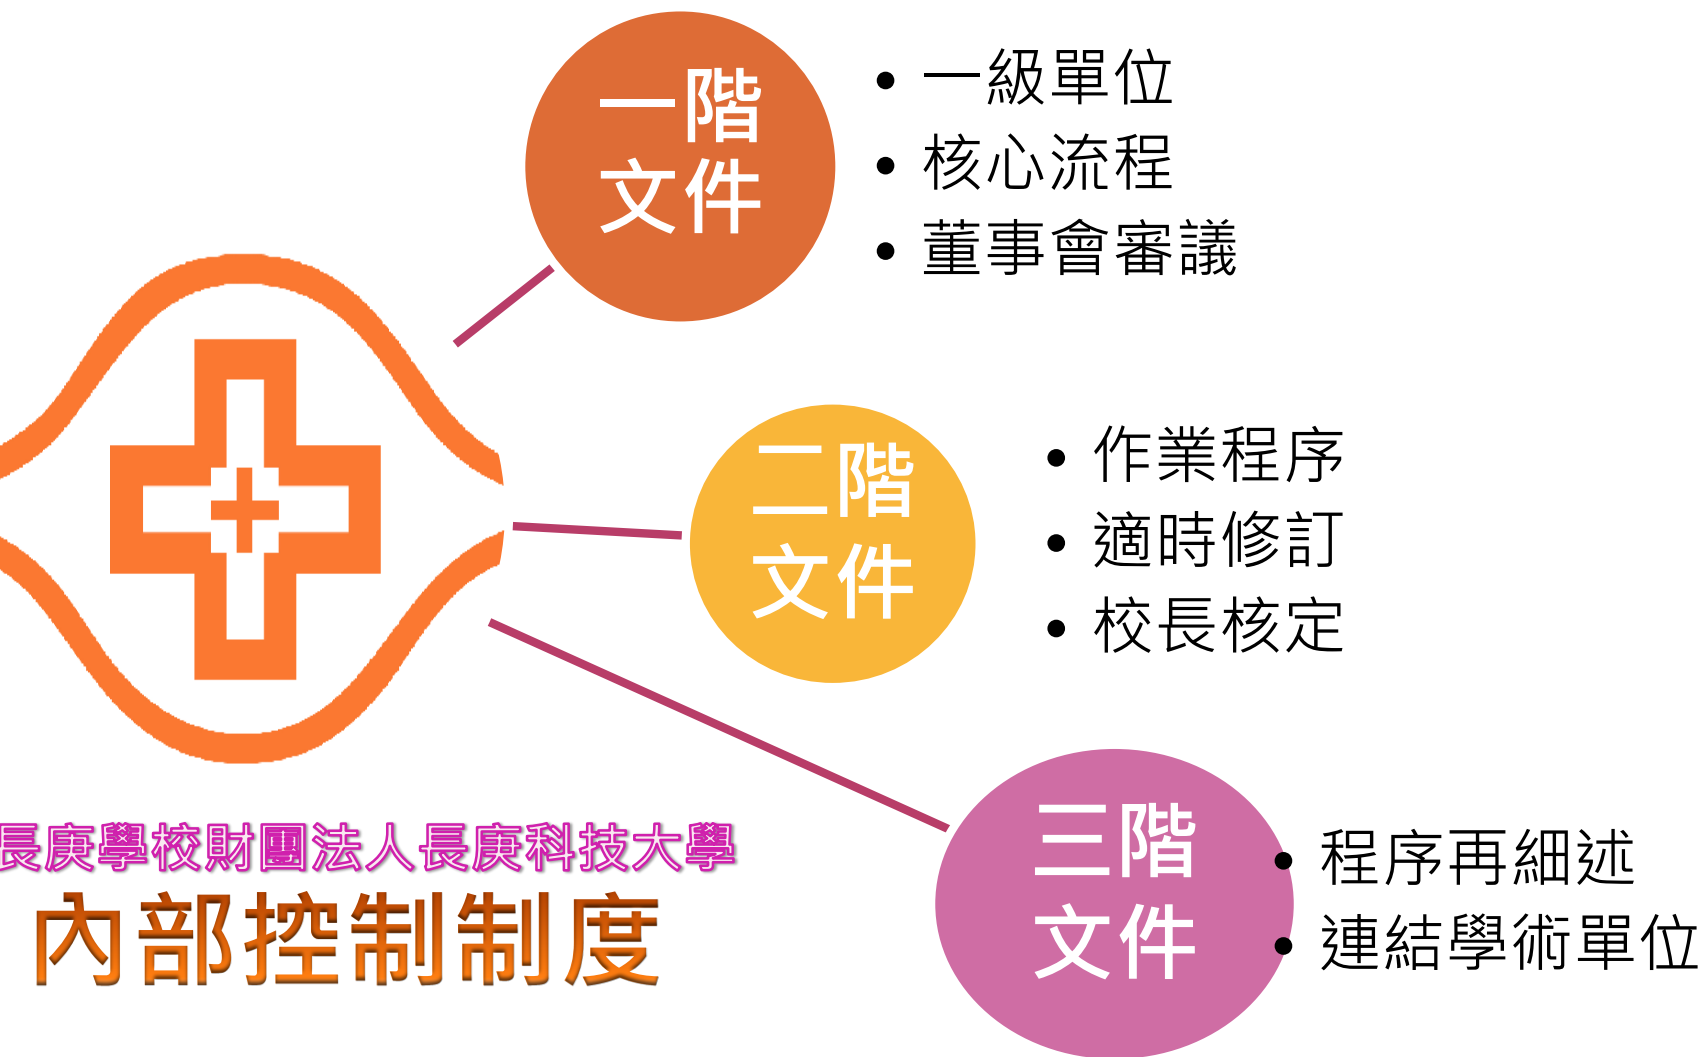 一階
文件
• 一級單位
• 核心流程
• 董事會審議
二階
文件
• 作業程序
• 適時修訂
• 校長核定
三階
文件
• 程序再細述
• 連結學術單位
長庚學校財團法人長庚科技大學
內部控制制度